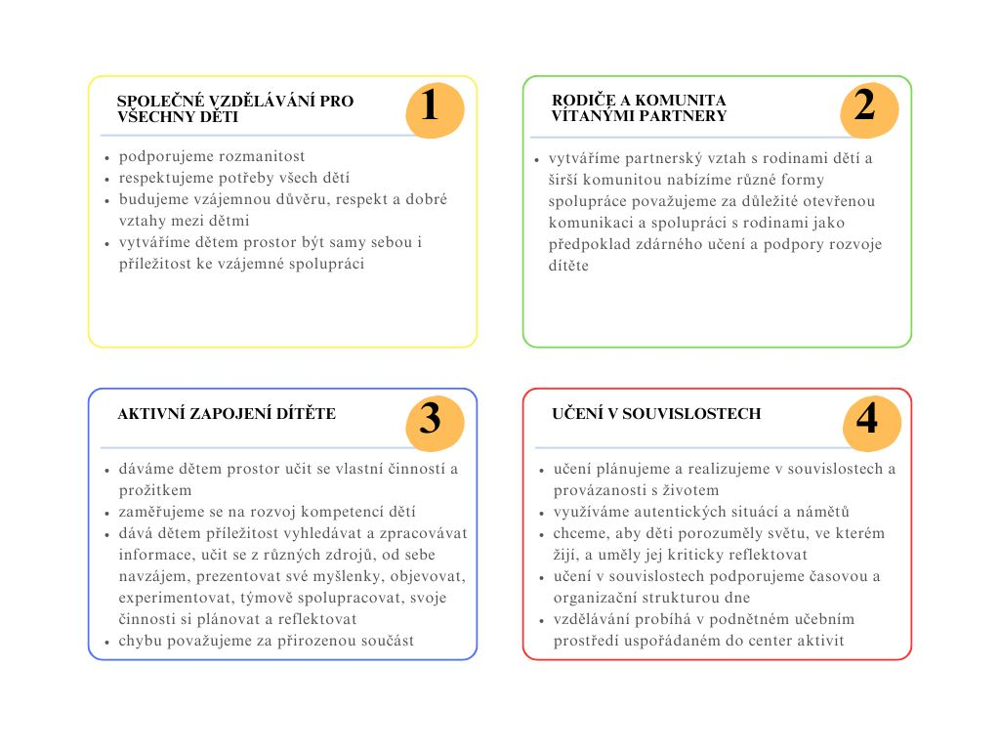 SPOLEČNÉ VZDĚLÁVÁNÍ PRO
VŠECHNY DĚTI
1
• podporujeme rozmanitost
• respektujeme potřeby všech dětí
• budujeme vzájemnou důvěru, respekt a dobré
vztahy mezi dětmi
• vytváříme dětem prostor být samy sebou i
příležitost ke vzájemné spolupráci
RODIČE A KOMUNITA
VÍTANÝMI PARTNERY
2
• vytváříme partnerský vztah s rodinami dětí a
širší komunitou nabízíme různé formy
spolupráce považujeme za důležité otevřenou
komunikaci a spolupráci s rodinami jako
předpoklad zdárného učení a podpory rozvoje
dítěte
AKTIVNÍ ZAPOJENÍ DÍTĚTE
3
• dáváme dětem prostor učit se vlastní činností a
prožitkem
• zaměřujeme se na rozvoj kompetencí dětí
• dává dětem příležitost vyhledávat a zpracovávat
informace, učit se z různých zdrojů, od sebe
navzájem, prezentovat své myšlenky, objevovat,
experimentovat, týmově spolupracovat, svoje
činnosti si plánovat a reflektovat
• chybu považujeme za přirozenou součást
UČENÍ V SOUVISLOSTECH
4
• učení plánujeme a realizujeme v souvislostech a
provázanosti s životem
• využíváme autentických situácí a námětů
• chceme, aby děti porozuměly světu, ve kterém
žijí, a uměly jej kriticky reflektovat
• učení v souvislostech podporujeme časovou a
organizační strukturou dne
• vzdělávání probíhá v podnětném učebním
prostředí uspořádaném do center aktivit